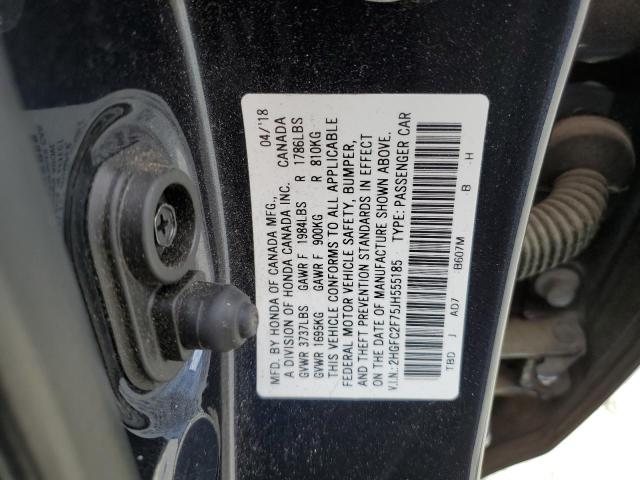 MFD. BY HONDA OF CANADA MFG., 04/'18
A DIVISION OF HONDA CANADA INC. CANADA
GVWR 3737LBS GAWR F 1984LBS R 1786LBS
GVWR 1695KG GAWR F 900KG R 810KG
THIS VEHICLE CONFORMS TO ALL APPLICABLE
FEDERAL MOTOR VEHICLE SAFETY, BUMPER,
AND THEFT PREVENTION STANDARDS IN EFFECT
ON THE DATE OF MANUFACTURE SHOWN ABOVE.
V.I.N.: 2HGFC2F75JH555185 TYPE: PASSENGER CAR
TBD J AD7 B607M B H